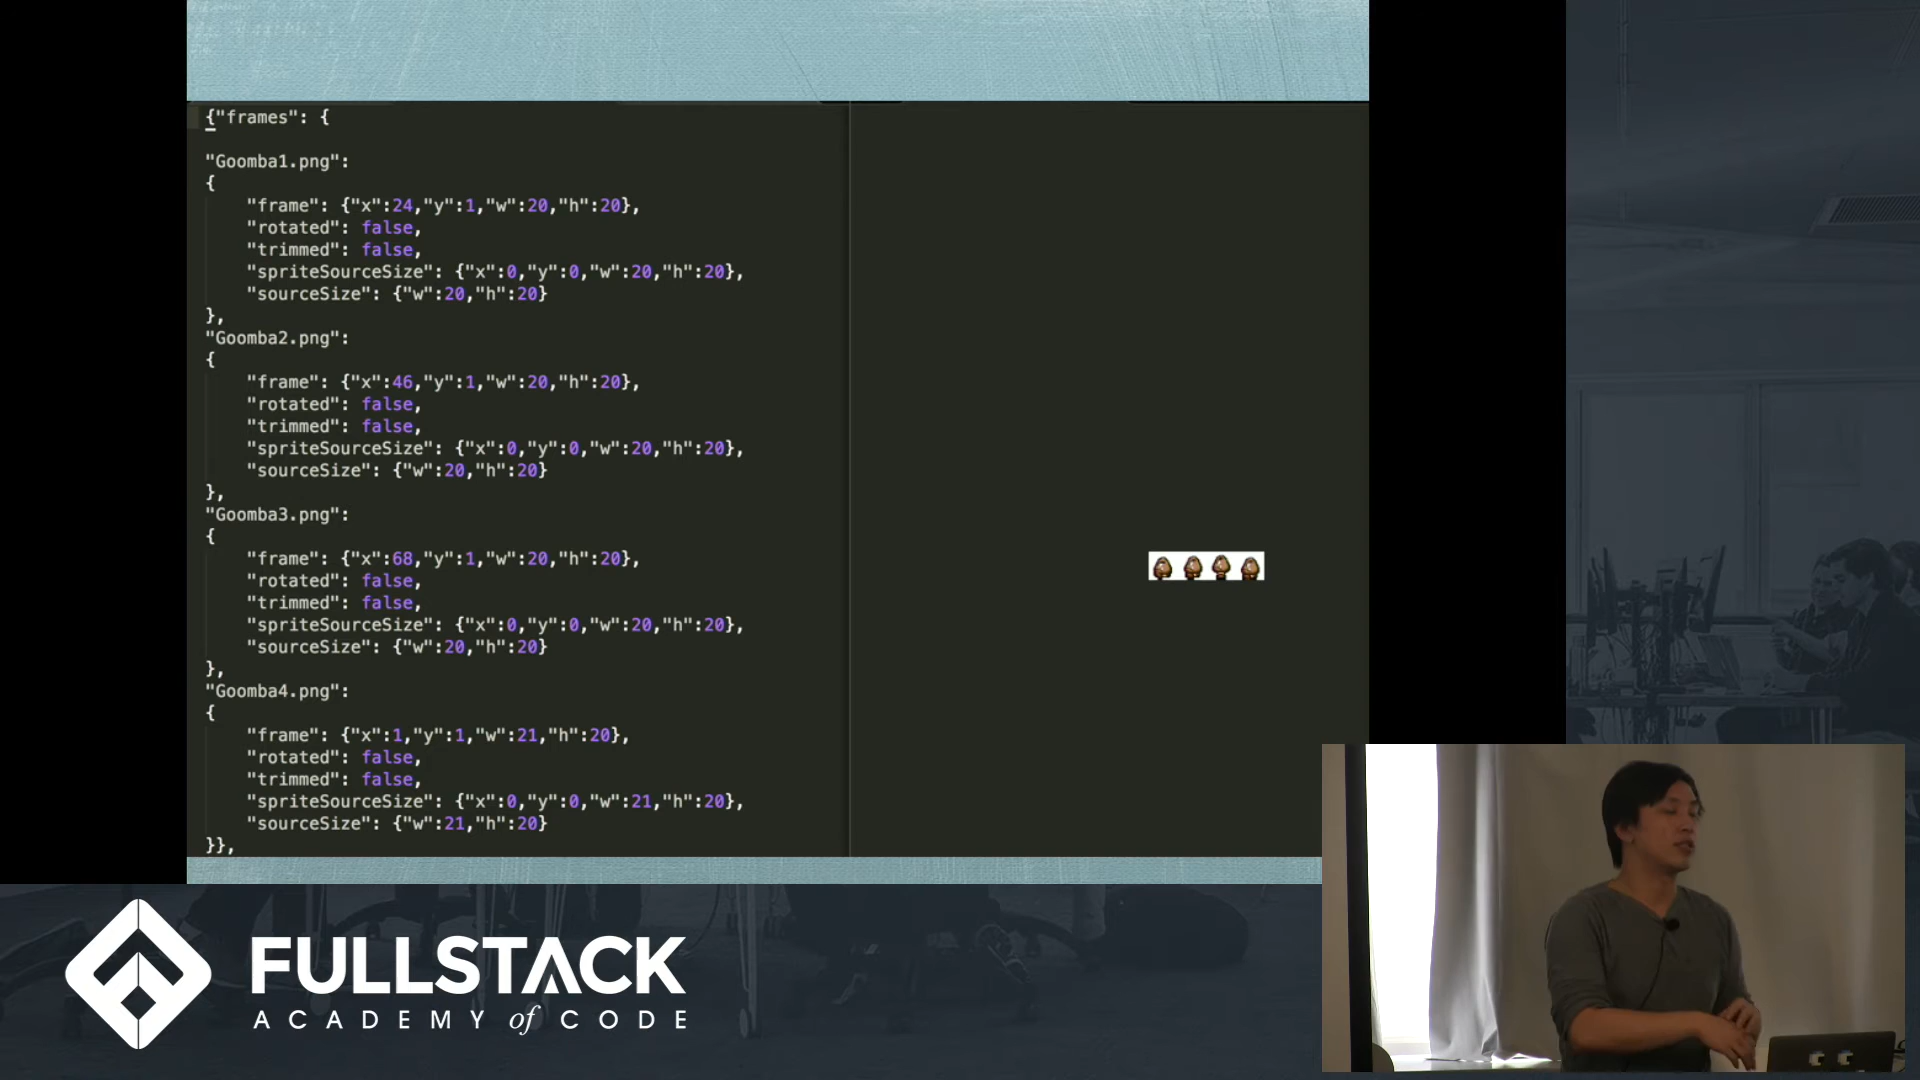 {"frames": {
"Goomba1.png":
{
"frame": {"x":24,"y":1,"w":20,"h":20},
"rotated": false,
"trimmed": false,
"spriteSourceSize": {"x":0,"y":0,"w":20,"h":20},
"sourceSize": {"w":20,"h":20}
},
"Goomba2.png":
{
"frame": {"x":46,"y":1,"w":20,"h":20},
"rotated": false,
"trimmed": false,
"spriteSourceSize": {"x":0,"y":0,"w":20,"h":20},
"sourceSize": {"w":20,"h":20}
},
"Goomba3.png":
{
"frame": {"x":68,"y":1,"w":20,"h":20},
"rotated": false,
"trimmed": false,
"spriteSourceSize": {"x":0,"y":0,"w":20,"h":20},
"sourceSize": {"w":20,"h":20}
},
"Goomba4.png":
{
"frame": {"x":1,"y":1,"w":21,"h":20},
"rotated": false,
"trimmed": false,
"spriteSourceSize": {"x":0,"y":0,"w":21,"h":20},
"sourceSize": {"w":21,"h":20}
}},
FULLSTACK
ACADEMY of CODE